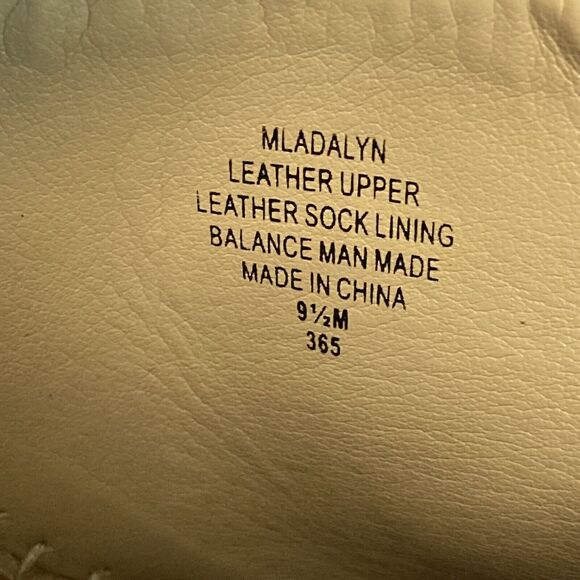 MLADALYN
LEATHER UPPER
LEATHER SOCK LINING
BALANCE MAN MADE
MADE IN CHINA
9½M
365